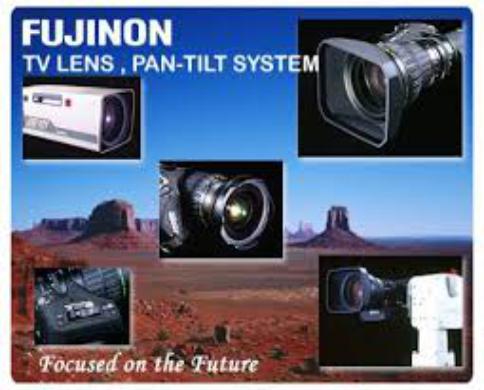 FUJINON
TV LENS , PAN-TILT SYSTEM
Focused on the Future